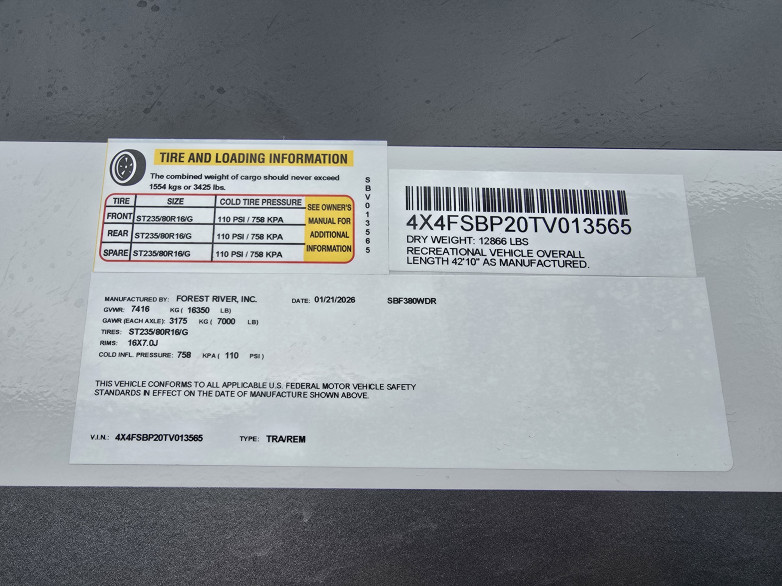 TIRE AND LOADING INFORMATION
The combined weight of cargo should never exceed
1554 kgs or 3425 lbs.
TIRE SIZE COLD TIRE PRESSURE
FRONT ST235/80R16/G 110 PSI / 758 KPA
REAR ST235/80R16/G 110 PSI / 758 KPA
SPARE ST235/80R16/G 110 PSI / 758 KPA
SEE OWNER'S
MANUAL FOR
ADDITIONAL
INFORMATION
SBV013565
4X4FSBP20TV013565
DRY WEIGHT: 12866 LBS
RECREATIONAL VEHICLE OVERALL
LENGTH 42'10" AS MANUFACTURED.
MANUFACTURED BY: FOREST RIVER, INC. DATE: 01/21/2026 SBF380WDR
GVWR: 7416 KG ( 16350 LB)
GAWR (EACH AXLE): 3175 KG ( 7000 LB)
TIRES: ST235/80R16/G
RIMS: 16X7.0J
COLD INFL. PRESSURE: 758 KPA ( 110 PSI )
THIS VEHICLE CONFORMS TO ALL APPLICABLE U.S. FEDERAL MOTOR VEHICLE SAFETY
STANDARDS IN EFFECT ON THE DATE OF MANUFACTURE SHOWN ABOVE.
V.I.N.: 4X4FSBP20TV013565 TYPE: TRA/REM